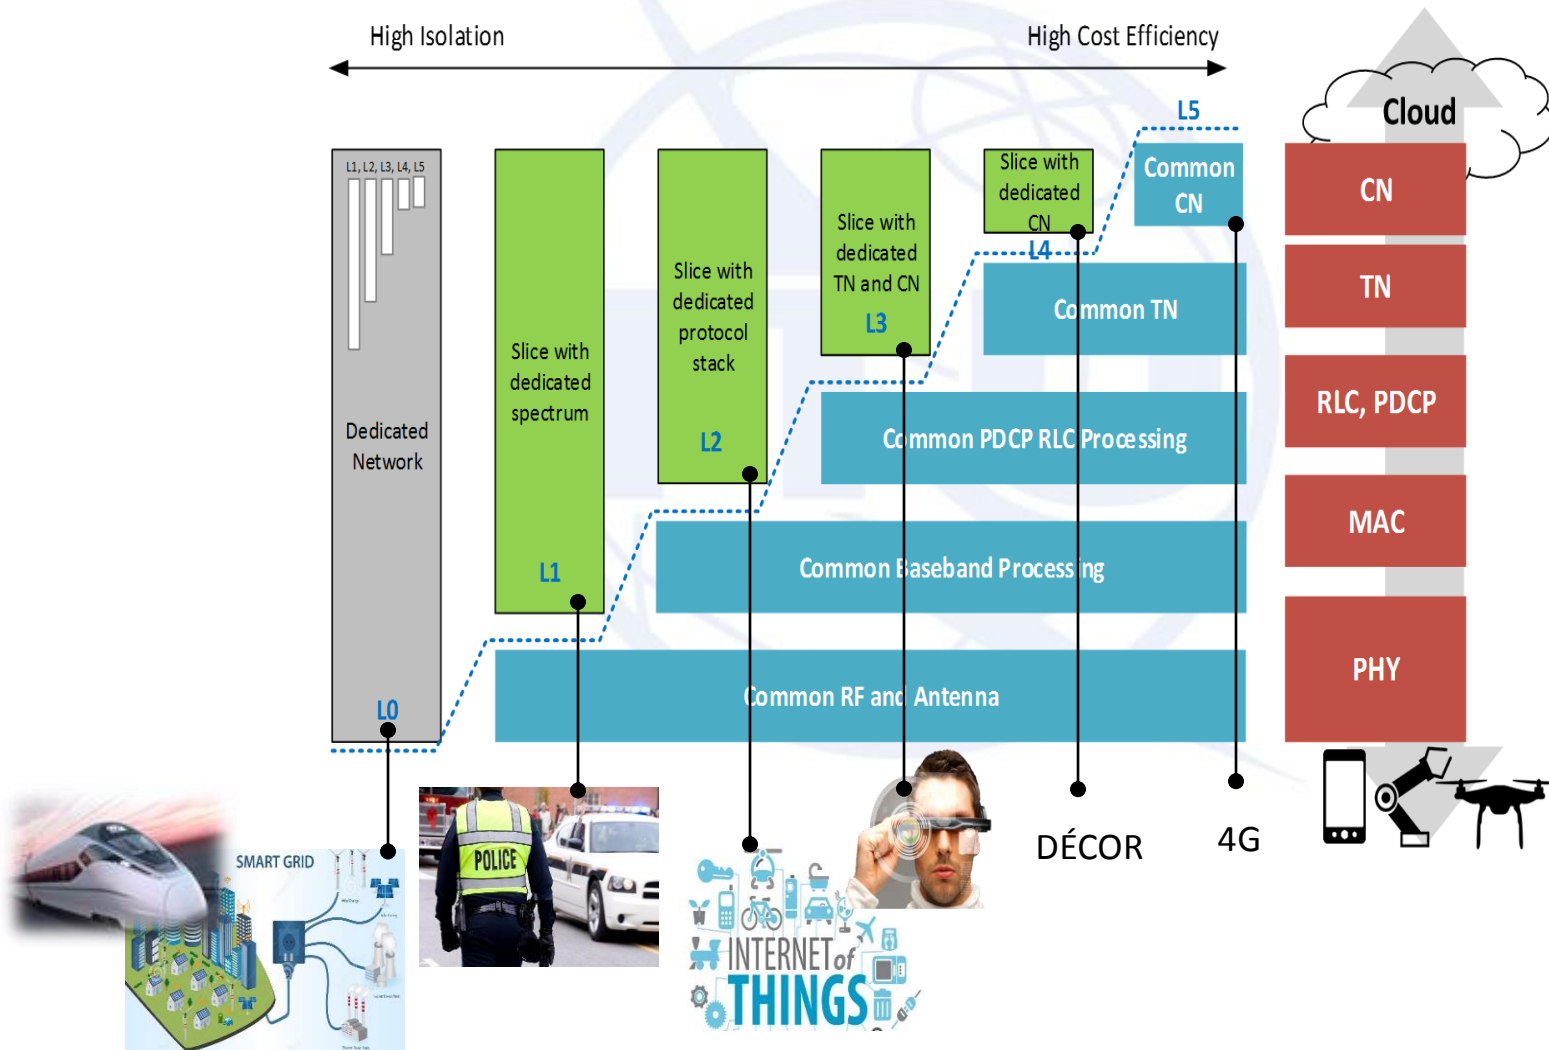 High Isolation
High Cost Efficiency
L5
Cloud
L1, L2, L3, L4, L5
Dedicated
Network
L0
Slice with
dedicated
spectrum
L1
Slice with
dedicated
protocol
stack
L2
Slice with
dedicated
TN and CN
L3
Slice with
dedicated
CN
L4
Common
CN
Common TN
Common PDCP RLC Processing
Common Baseband Processing
Common RF and Antenna
CN
TN
RLC, PDCP
MAC
PHY
SMART GRID
POLICE
INTERNET of
THINGS
DÉCOR
4G